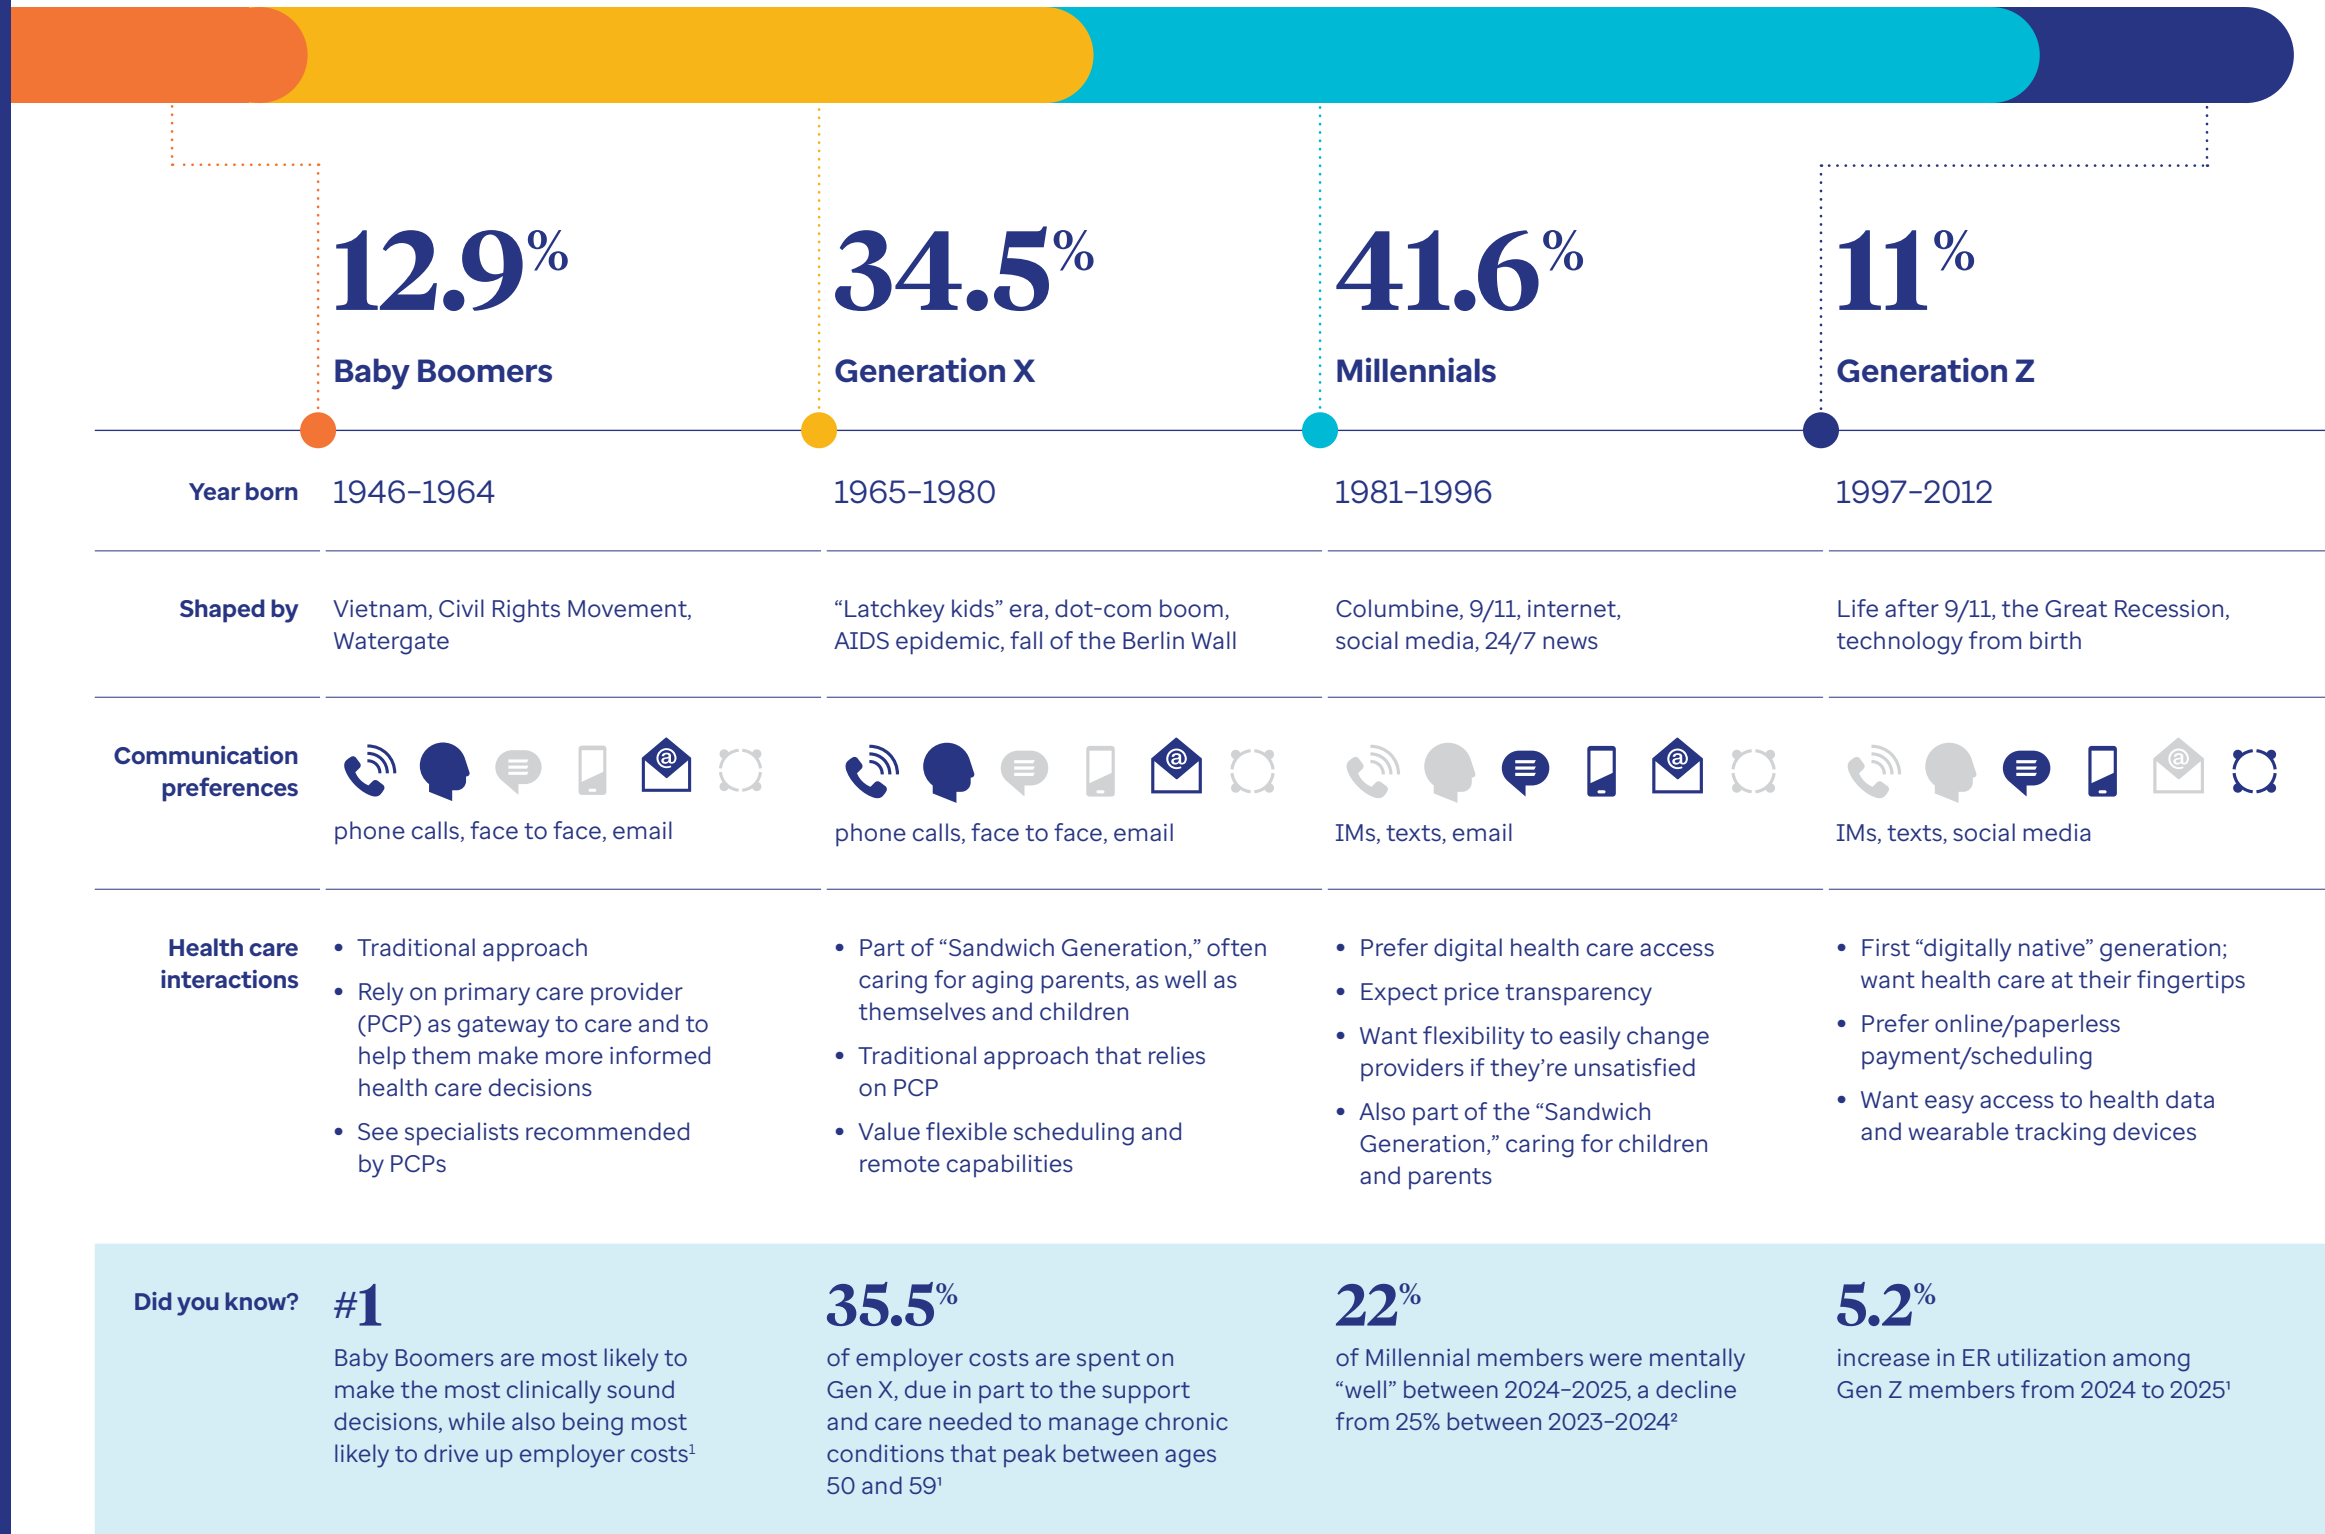 12.9%
Baby Boomers
34.5%
Generation X
41.6%
Millennials
11%
Generation Z
Year born
1946–1964
1965–1980
1981–1996
1997–2012
Shaped by
Vietnam, Civil Rights Movement,
Watergate
“Latchkey kids” era, dot-com boom,
AIDS epidemic, fall of the Berlin Wall
Columbine, 9/11, internet,
social media, 24/7 news
Life after 9/11, the Great Recession,
technology from birth
Communication
preferences
@
phone calls, face to face, email
@
phone calls, face to face, email
@
IMs, texts, email
@
IMs, texts, social media
Health care
interactions
• Traditional approach
• Rely on primary care provider
(PCP) as gateway to care and to
help them make more informed
health care decisions
• See specialists recommended
by PCPs
• Part of “Sandwich Generation,” often
caring for aging parents, as well as
themselves and children
• Traditional approach that relies
on PCP
• Value flexible scheduling and
remote capabilities
• Prefer digital health care access
• Expect price transparency
• Want flexibility to easily change
providers if they’re unsatisfied
• Also part of the “Sandwich
Generation,” caring for children
and parents
• First “digitally native” generation;
want health care at their fingertips
• Prefer online/paperless
payment/scheduling
• Want easy access to health data
and wearable tracking devices
Did you know?
#1
Baby Boomers are most likely to
make the most clinically sound
decisions, while also being most
likely to drive up employer costs¹
35.5%
of employer costs are spent on
Gen X, due in part to the support
and care needed to manage chronic
conditions that peak between ages
50 and 59¹
22%
of Millennial members were mentally
“well” between 2024–2025, a decline
from 25% between 2023–2024²
5.2%
increase in ER utilization among
Gen Z members from 2024 to 2025¹